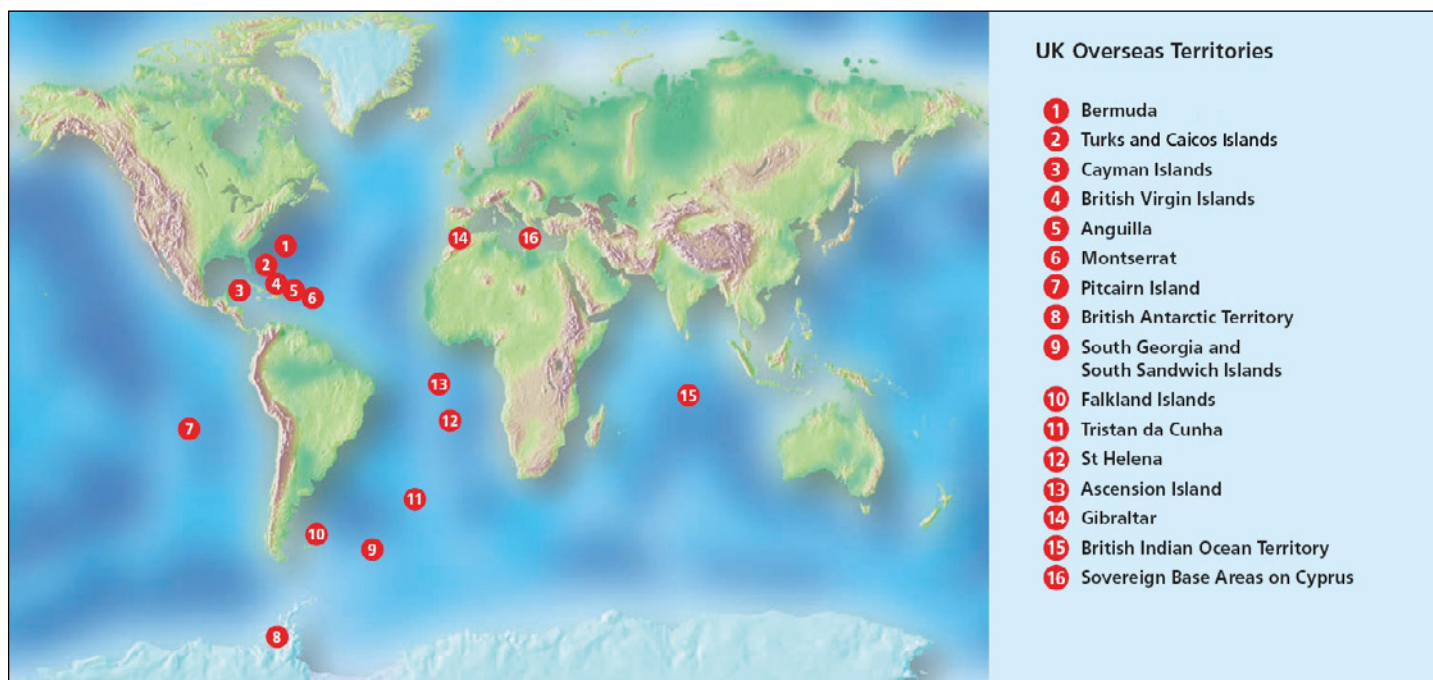 UK Overseas Territories
1 Bermuda
2 Turks and Caicos Islands
3 Cayman Islands
4 British Virgin Islands
5 Anguilla
6 Montserrat
7 Pitcairn Island
8 British Antarctic Territory
9 South Georgia and
South Sandwich Islands
10 Falkland Islands
11 Tristan da Cunha
12 St Helena
13 Ascension Island
14 Gibraltar
15 British Indian Ocean Territory
16 Sovereign Base Areas on Cyprus
1
14
16
2
4
3
5
6
13
15
12
7
11
10
9
8